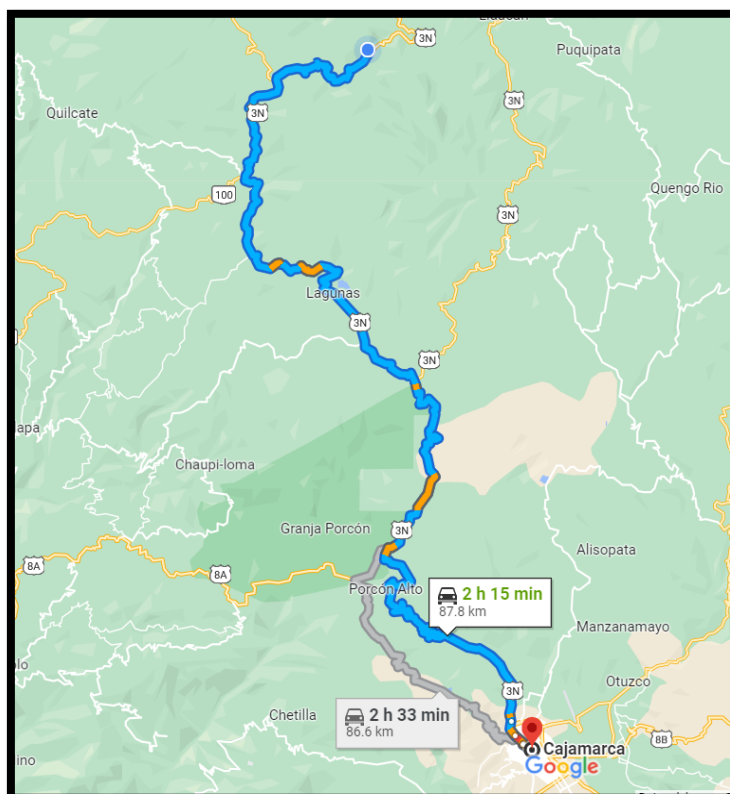 3N
Puquipata
3N
Quilcate
3N
100
Quengo Rio
3N
Lagunas
3N
3N
Chaupi-loma
Granja Porcón
3N
Alisopata
8A
8A
Porcón Alto
2 h 15 min
87.8 km
Manzanamayo
3N
Otuzco
Chetilla
2 h 33 min
86.6 km
8B
Cajamarca
Google